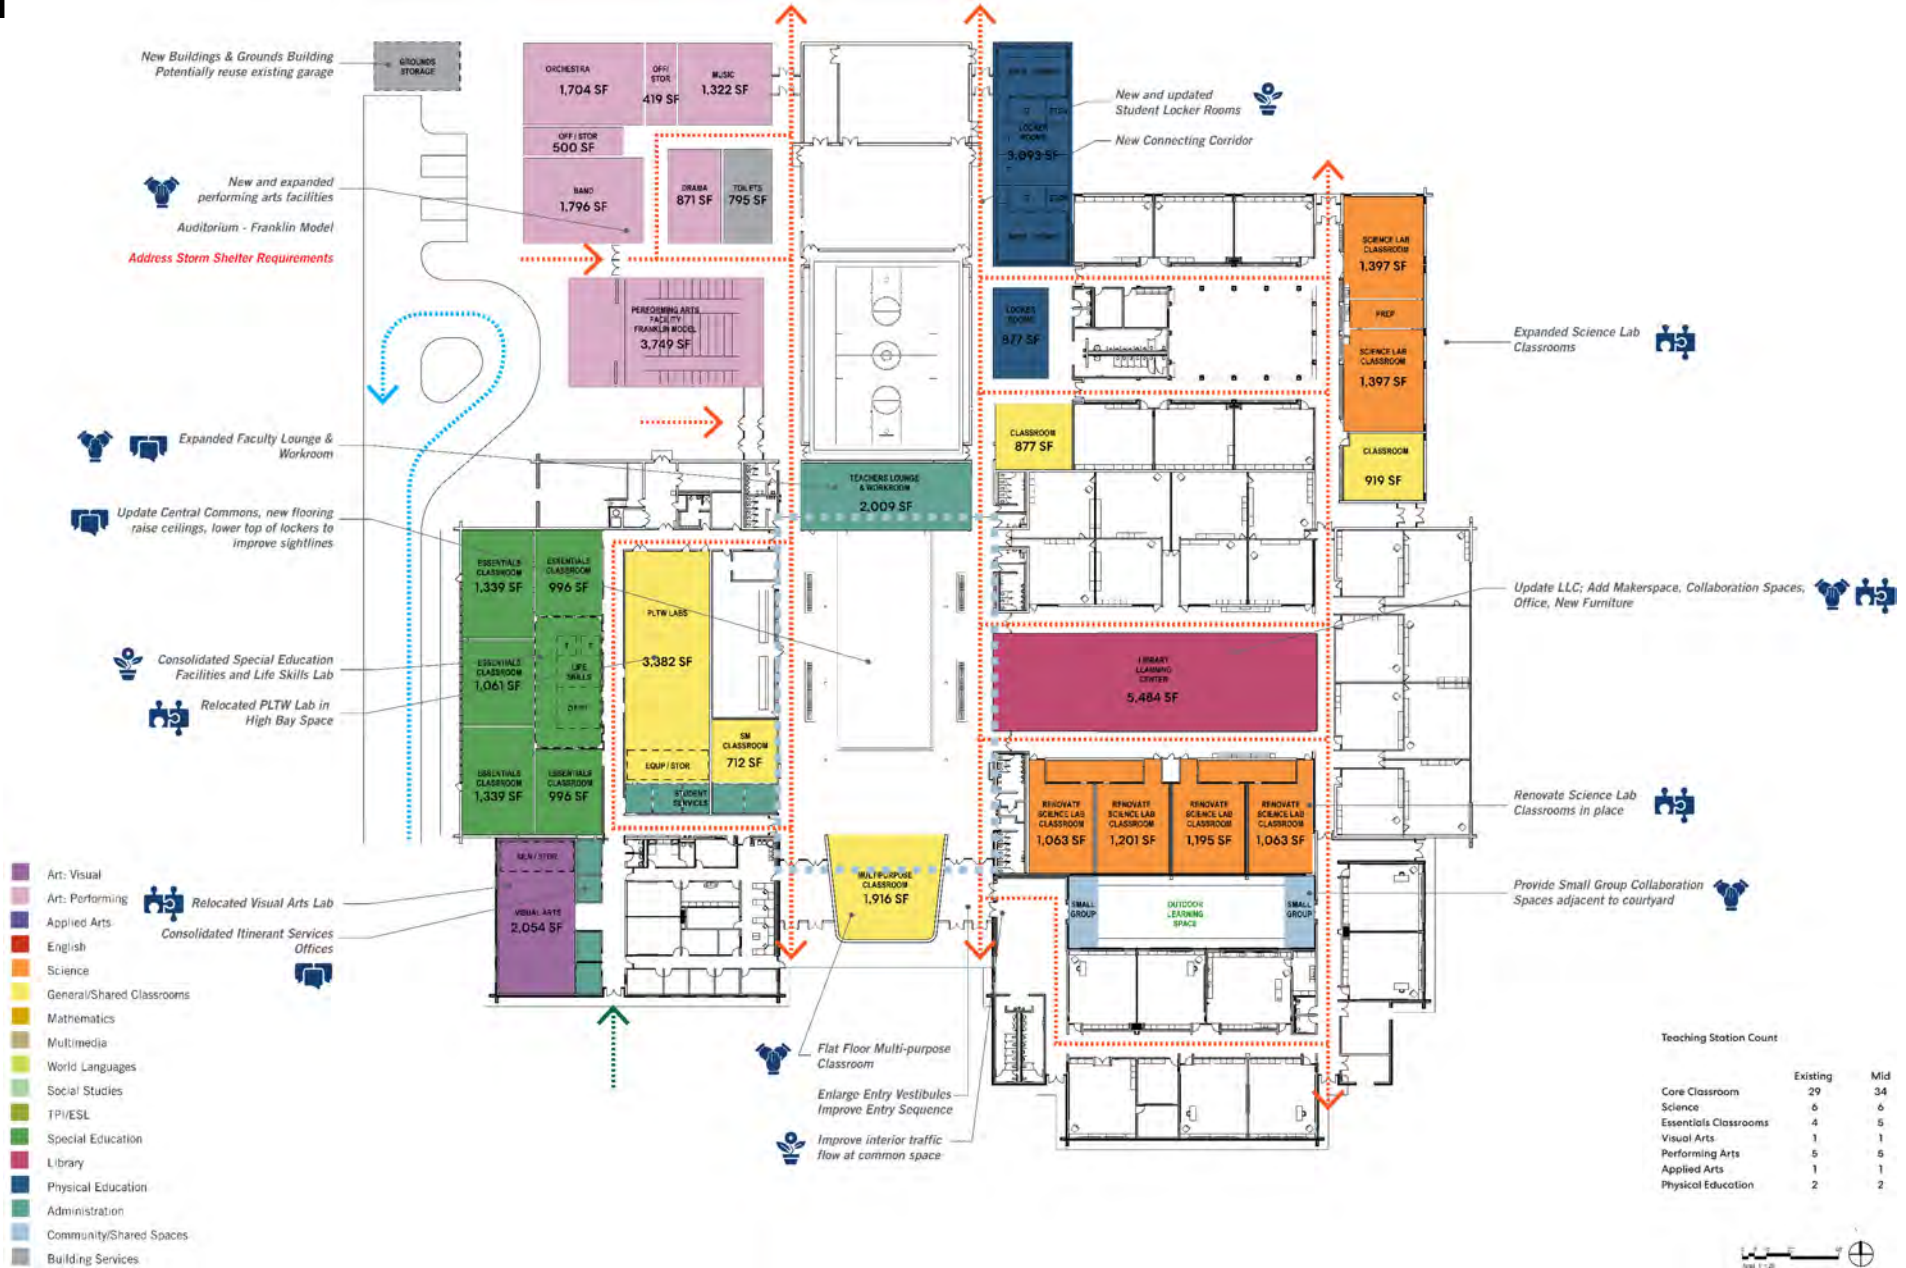 New Buildings & Grounds Building
Potentially reuse existing garage
GROUNDS
STORAGE
ORCHESTRA
1,704 SF
OFF/
STOR
419 SF
MUSIC
1,322 SF
OFF / STOR
500 SF
BAND
1,796 SF
DRAMA
871 SF
TOILETS
795 SF
New and expanded
performing arts facilities
Auditorium - Franklin Model
Address Storm Shelter Requirements
PERFORMING ARTS
FACILITY
FRANKLIN MODEL
3,749 SF
LOCKER
ROOMS
3,093 SF
New and updated
Student Locker Rooms
New Connecting Corridor
LOCKER
ROOMS
877 SF
SCIENCE LAB
CLASSROOM
1,397 SF
PREP
SCIENCE LAB
CLASSROOM
1,397 SF
Expanded Science Lab
Classrooms
CLASSROOM
877 SF
CLASSROOM
919 SF
Expanded Faculty Lounge &
Workroom
TEACHERS LOUNGE
& WORKROOM
2,009 SF
Update Central Commons, new flooring
raise ceilings, lower top of lockers to
improve sightlines
ESSENTIALS
CLASSROOM
1,339 SF
ESSENTIALS
CLASSROOM
996 SF
ESSENTIALS
CLASSROOM
1,061 SF
LIFE
SKILLS
ESSENTIALS
CLASSROOM
1,339 SF
ESSENTIALS
CLASSROOM
996 SF
PLTW LABS
3,382 SF
EQUP / STOR
SM
CLASSROOM
712 SF
STUDENT
SERVICES
Consolidated Special Education
Facilities and Life Skills Lab
Relocated PLTW Lab in
High Bay Space
LIBRARY
LEARNING
CENTER
5,484 SF
Update LLC; Add Makerspace, Collaboration Spaces,
Office, New Furniture
RENOVATE
SCIENCE LAB
CLASSROOM
1,063 SF
RENOVATE
SCIENCE LAB
CLASSROOM
1,201 SF
RENOVATE
SCIENCE LAB
CLASSROOM
1,195 SF
RENOVATE
SCIENCE LAB
CLASSROOM
1,063 SF
Renovate Science Lab
Classrooms in place
MULTIPURPOSE
CLASSROOM
1,916 SF
SMALL
GROUP
OUTDOOR
LEARNING
SPACE
SMALL
GROUP
Provide Small Group Collaboration
Spaces adjacent to courtyard
VISUAL ARTS
2,054 SF
Relocated Visual Arts Lab
Consolidated Itinerant Services
Offices
Art: Visual
Art: Performing
Applied Arts
English
Science
General/Shared Classrooms
Mathematics
Multimedia
World Languages
Social Studies
TPI/ESL
Special Education
Library
Physical Education
Administration
Community/Shared Spaces
Building Services
Flat Floor Multi-purpose
Classroom
Enlarge Entry Vestibules
Improve Entry Sequence
Improve interior traffic
flow at common space
Teaching Station Count
Existing Mid
Core Classroom 29 34
Science 6 6
Essentials Classrooms 4 5
Visual Arts 1 1
Performing Arts 5 5
Applied Arts 1 1
Physical Education 2 2